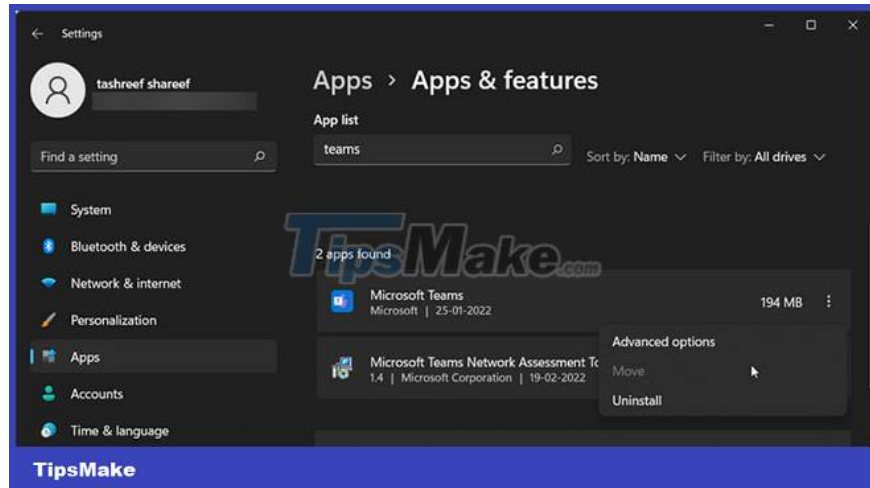 Settings
tashreef shareef
Find a setting
System
Bluetooth & devices
Network & internet
Personalization
Apps
Accounts
Time & language
Apps > Apps & features
App list
teams
Sort by: Name
Filter by: All drives
TipsMake.com
2 apps found
Microsoft Teams
Microsoft | 25-01-2022
194 MB
Microsoft Teams Network Assessment To
1.4 | Microsoft Corporation | 19-02-2022
Advanced options
Move
Uninstall
TipsMake